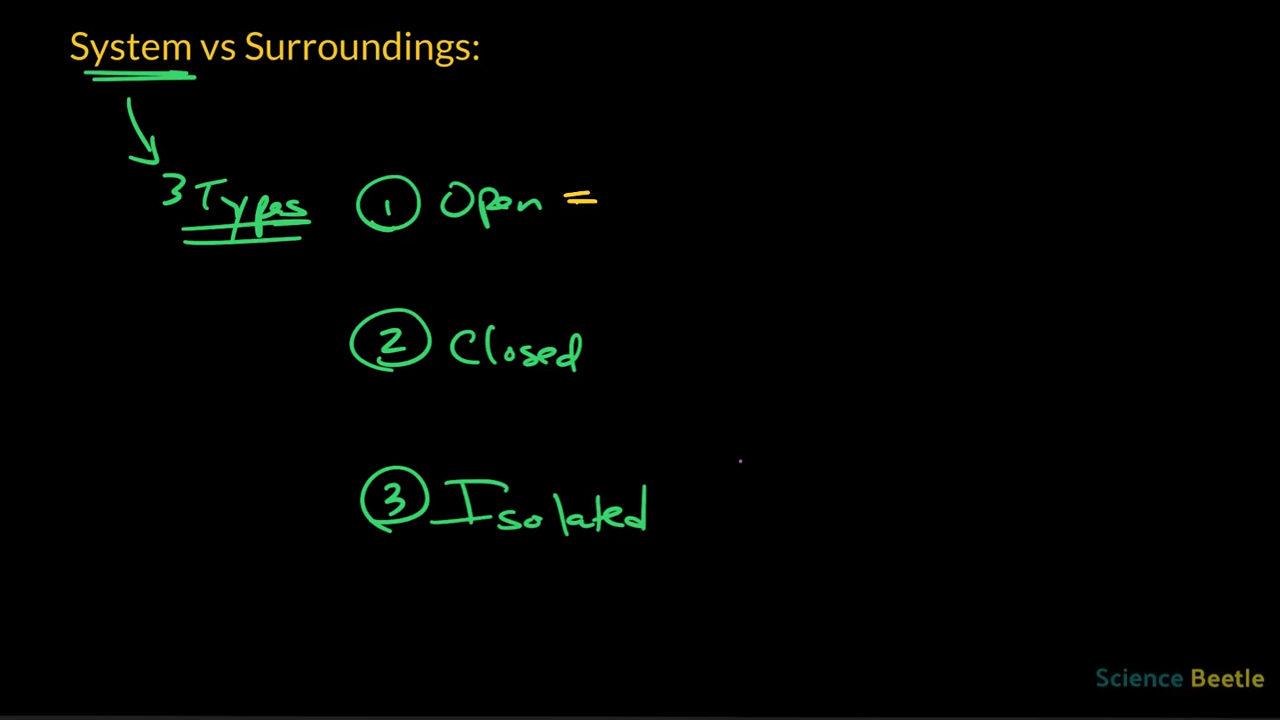 System vs Surroundings:
3 Types 1 Open =
2 Closed
3 Isolated
Science Beetle